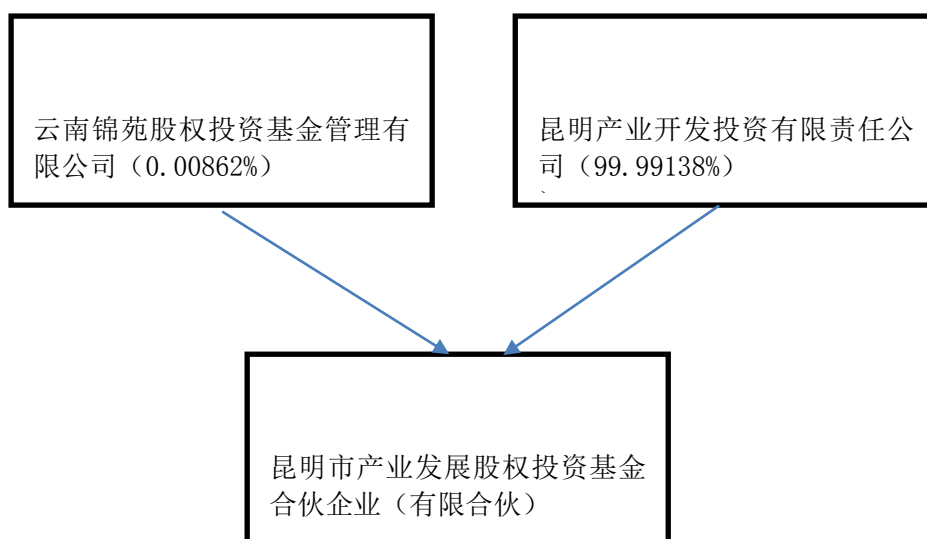 云南锦苑股权投资基金管理有
限公司（0.00862%）
昆明产业开发投资有限责任公
司（99.99138%）
昆明市产业发展股权投资基金
合伙企业（有限合伙）